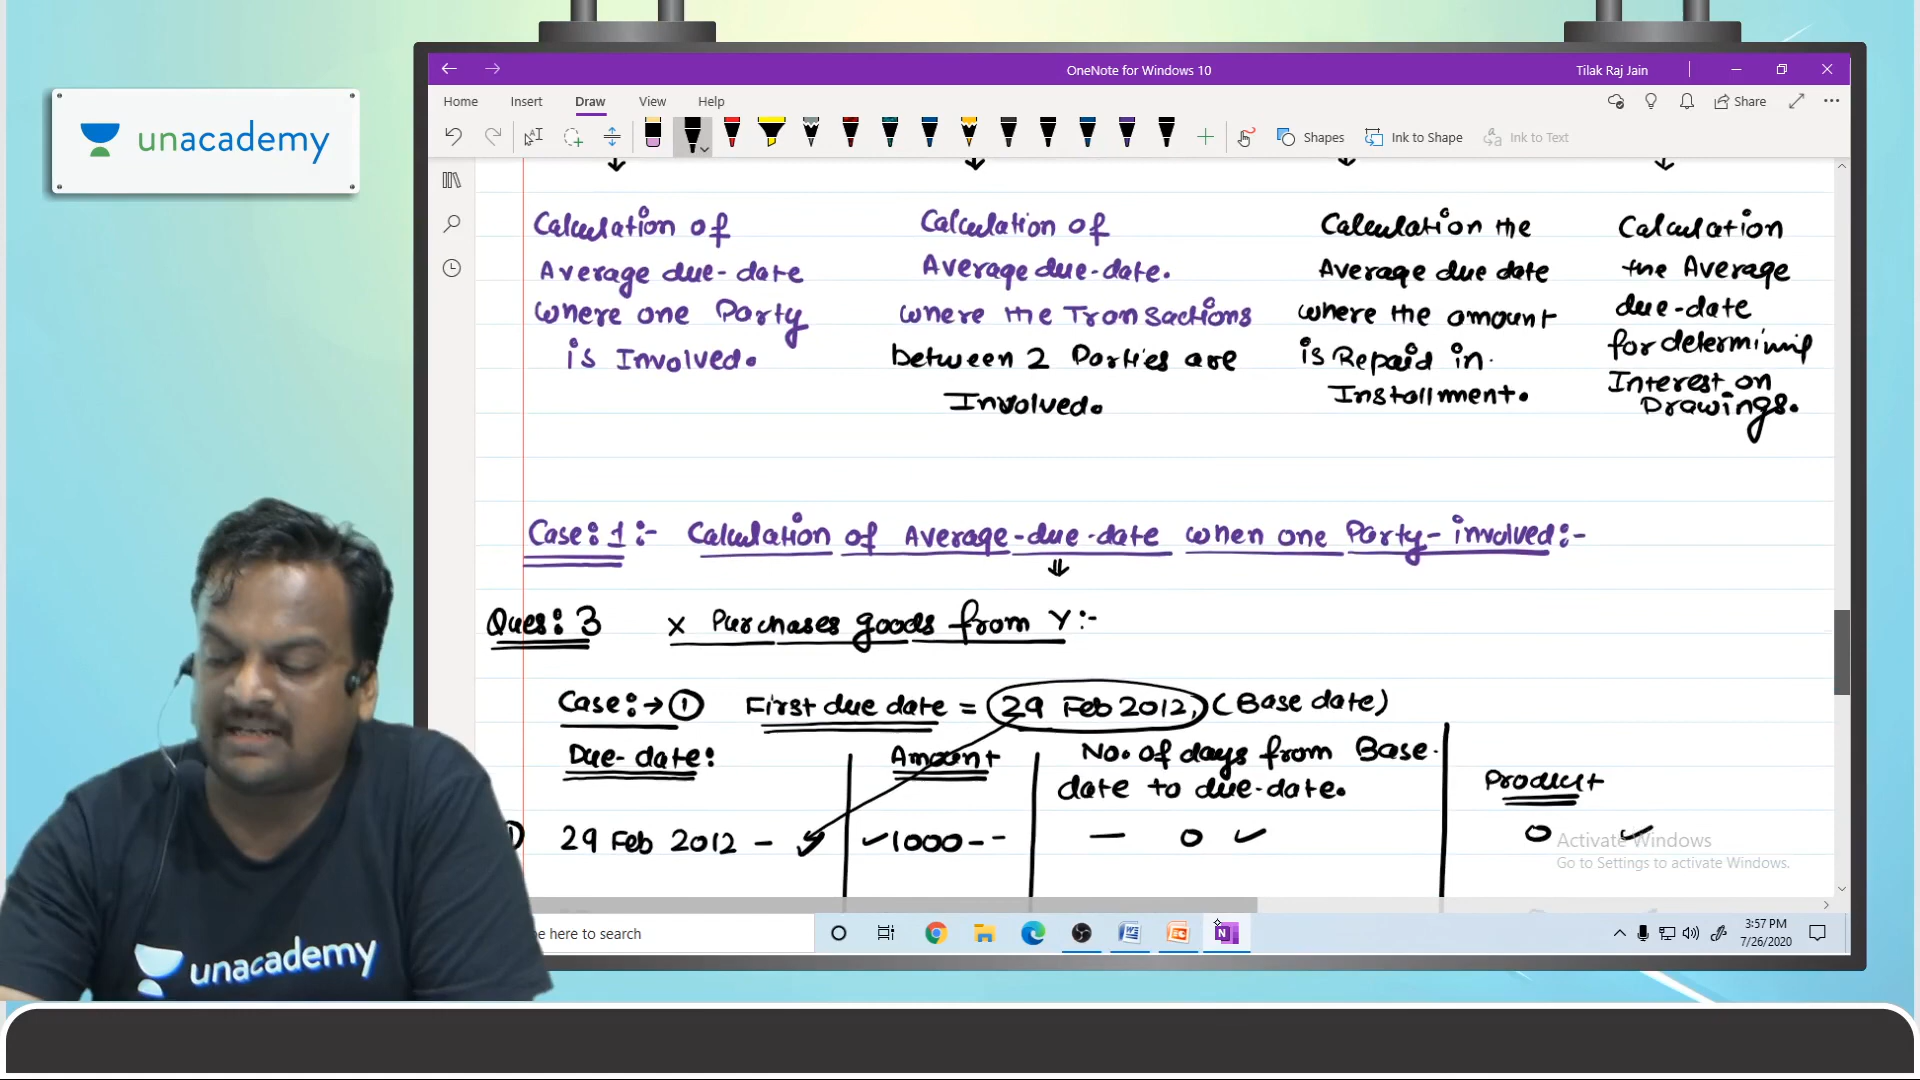 unacademy
OneNote for Windows 10
Tilak Raj Jain
Home Insert Draw View Help
Share
Shapes Ink to Shape Ink to Text
Calculation of
Average due-date
where one Party
is Involved.
Calculation of
Average due-date.
where the Transactions
between 2 Parties are
Involved.
Calculation the
Average due date
where the amount
is Repaid in.
Installment.
Calculation
the Average
due-date
for determining
Interest on
Drawings.
Case: 1:- Calculation of Average-due-date when one Party-involved:-
Ques: 3 X Purchases goods from Y:-
Case:→ ① First due date = 29 Feb 2012, (Base date)
Due-date: Amount No. of days from Base.
date to due-date. Product
29 Feb 2012 - 1000-- — 0 0
Activate Windows
Go to Settings to activate Windows.
here to search
3:57 PM
7/26/2020
unacademy